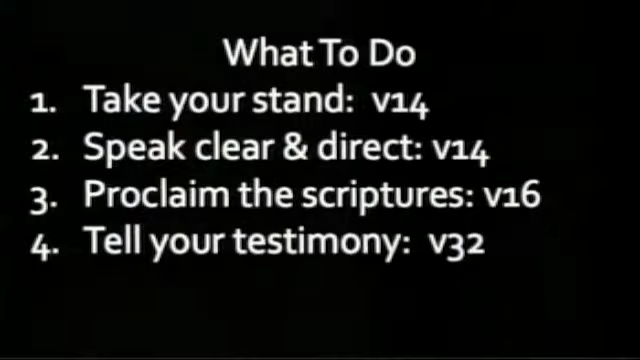 What To Do
1. Take your stand: v14
2. Speak clear & direct: v14
3. Proclaim the scriptures: v16
4. Tell your testimony: v32